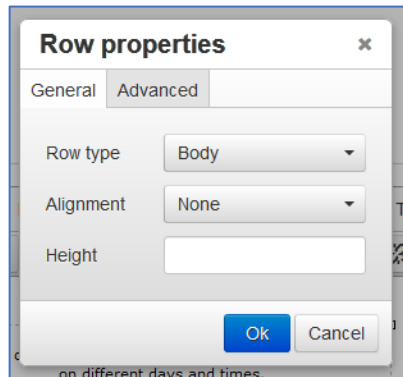 Row properties ×
General Advanced
Row type Body
Alignment None
Height
Ok Cancel
on different days and times.